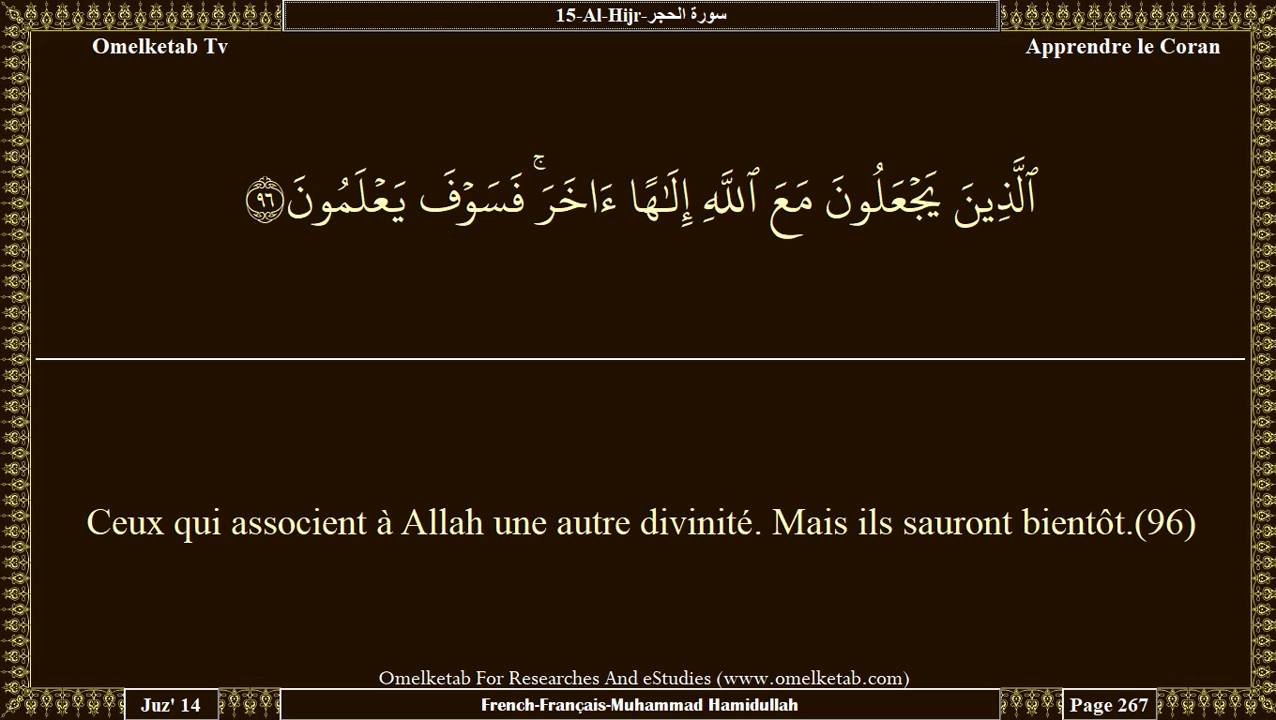 15-Al-Hijr-سورة الحجر
Omelketab Tv
Apprendre le Coran
ٱلَّذِينَ يَجْعَلُونَ مَعَ ٱللَّهِ إِلَـٰهًا ءَاخَرَ ۚ فَسَوْفَ يَعْلَمُونَ ٩٦
Ceux qui associent à Allah une autre divinité. Mais ils sauront bientôt.(96)
Omelketab For Researches And eStudies (www.omelketab.com)
Juz' 14
French-Français-Muhammad Hamidullah
Page 267